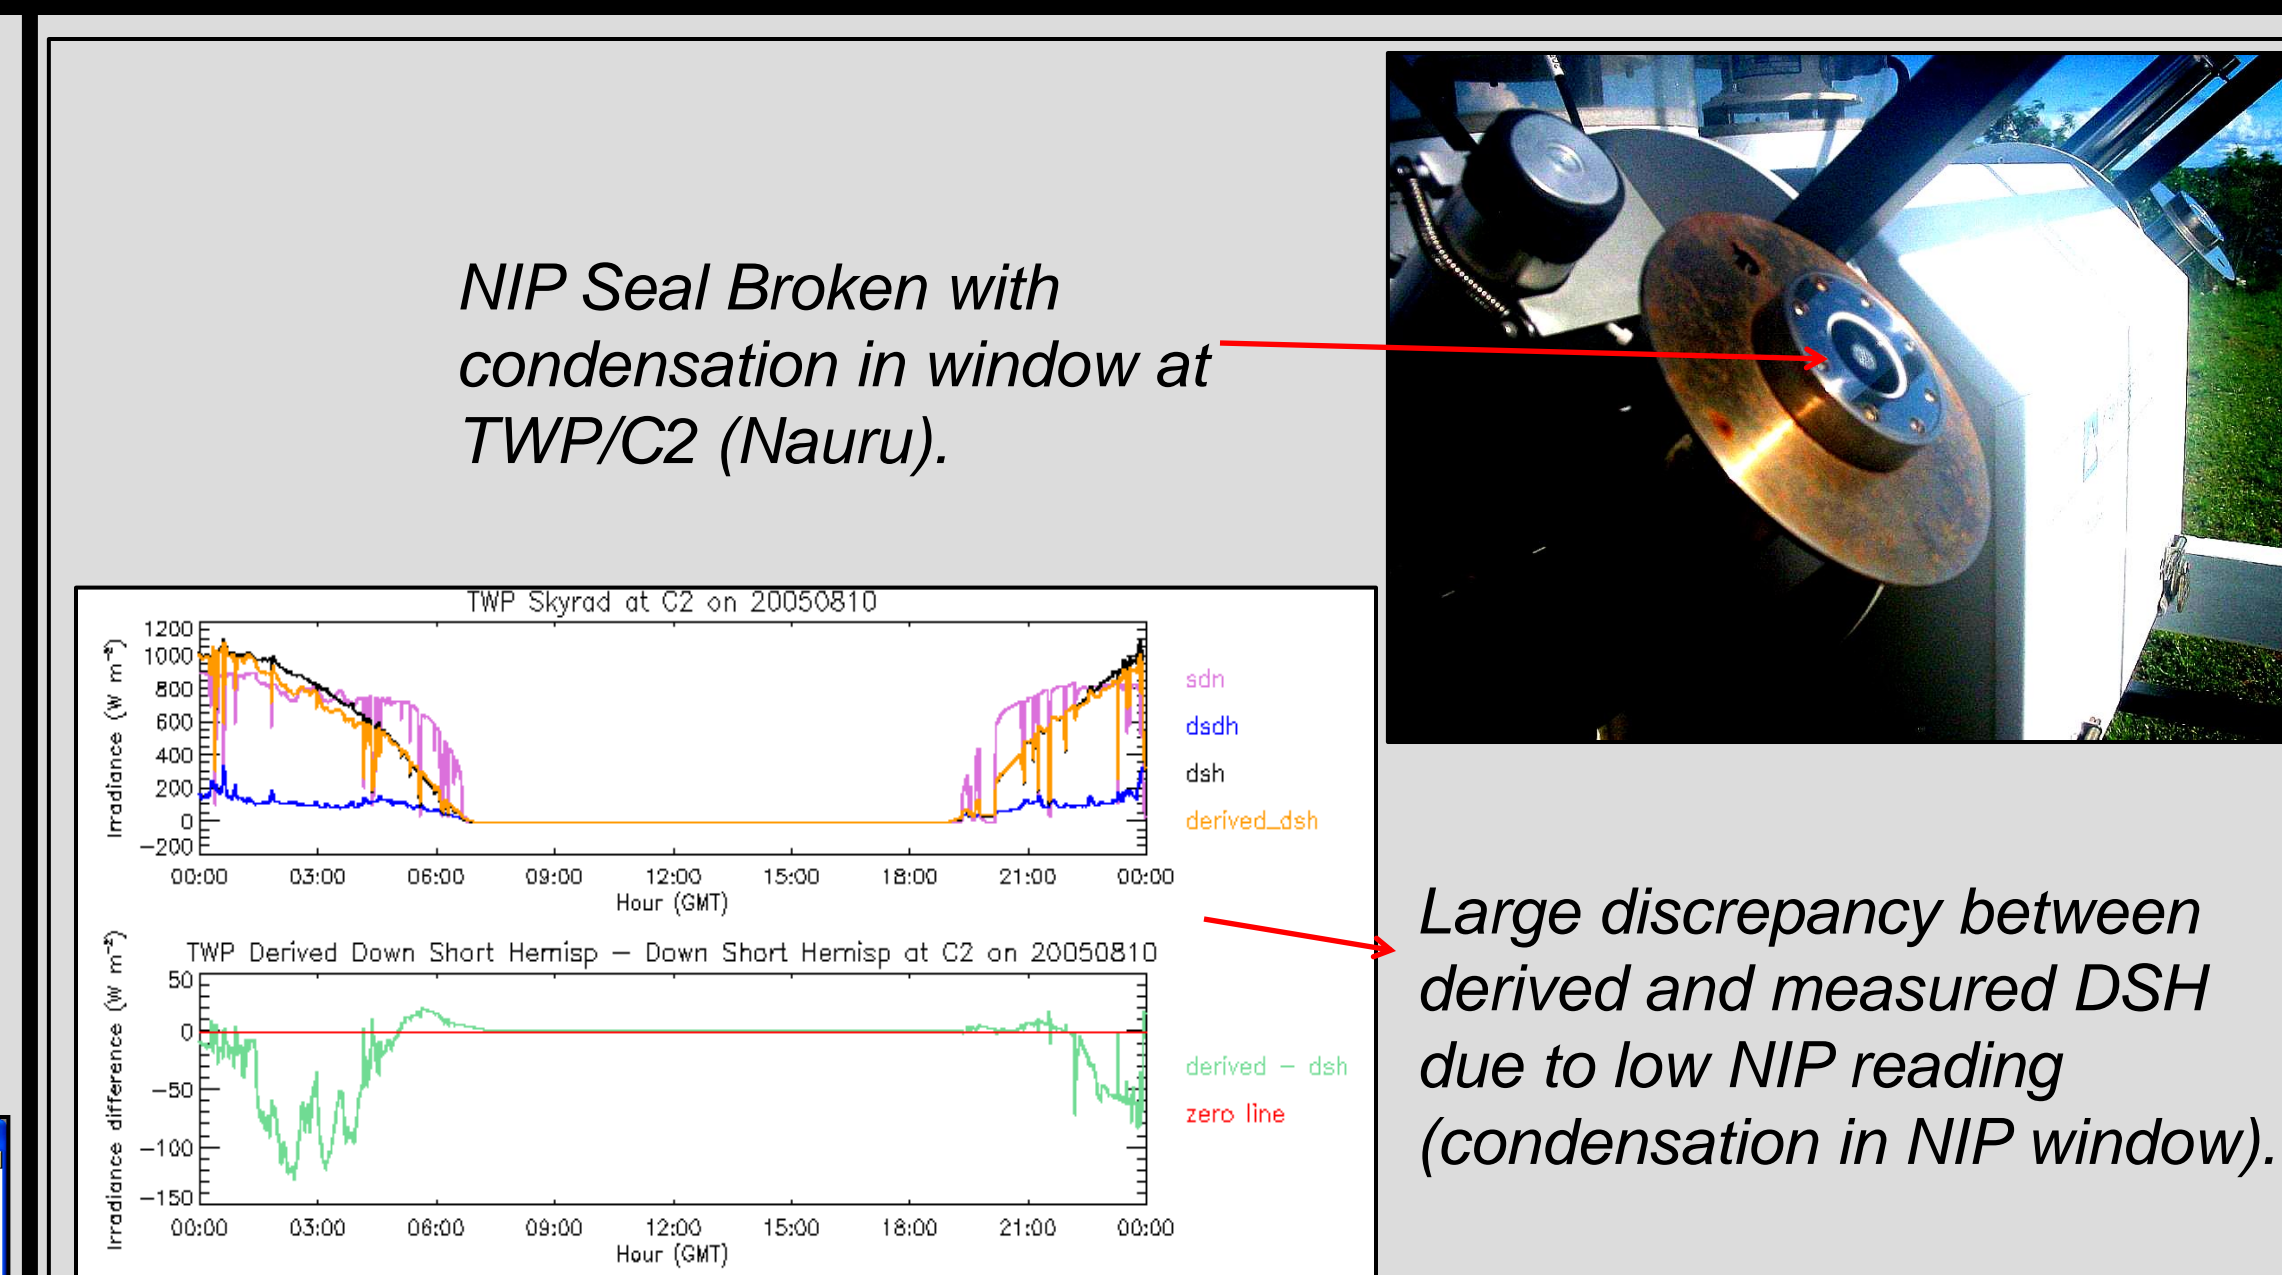 NIP Seal Broken with
condensation in window at
TWP/C2 (Nauru).
TWP Skyrad at C2 on 20050810
Irradiance (W m⁻²)
1200
1000
800
600
400
200
0
−200
00:00 03:00 06:00 09:00 12:00 15:00 18:00 21:00 00:00
Hour (GMT)
sdn
dsdh
dsh
derived_dsh
TWP Derived Down Short Hemisp − Down Short Hemisp at C2 on 20050810
Irradiance difference (W m⁻²)
50
0
−50
−100
−150
00:00 03:00 06:00 09:00 12:00 15:00 18:00 21:00 00:00
Hour (GMT)
derived − dsh
zero line
Large discrepancy between
derived and measured DSH
due to low NIP reading
(condensation in NIP window).